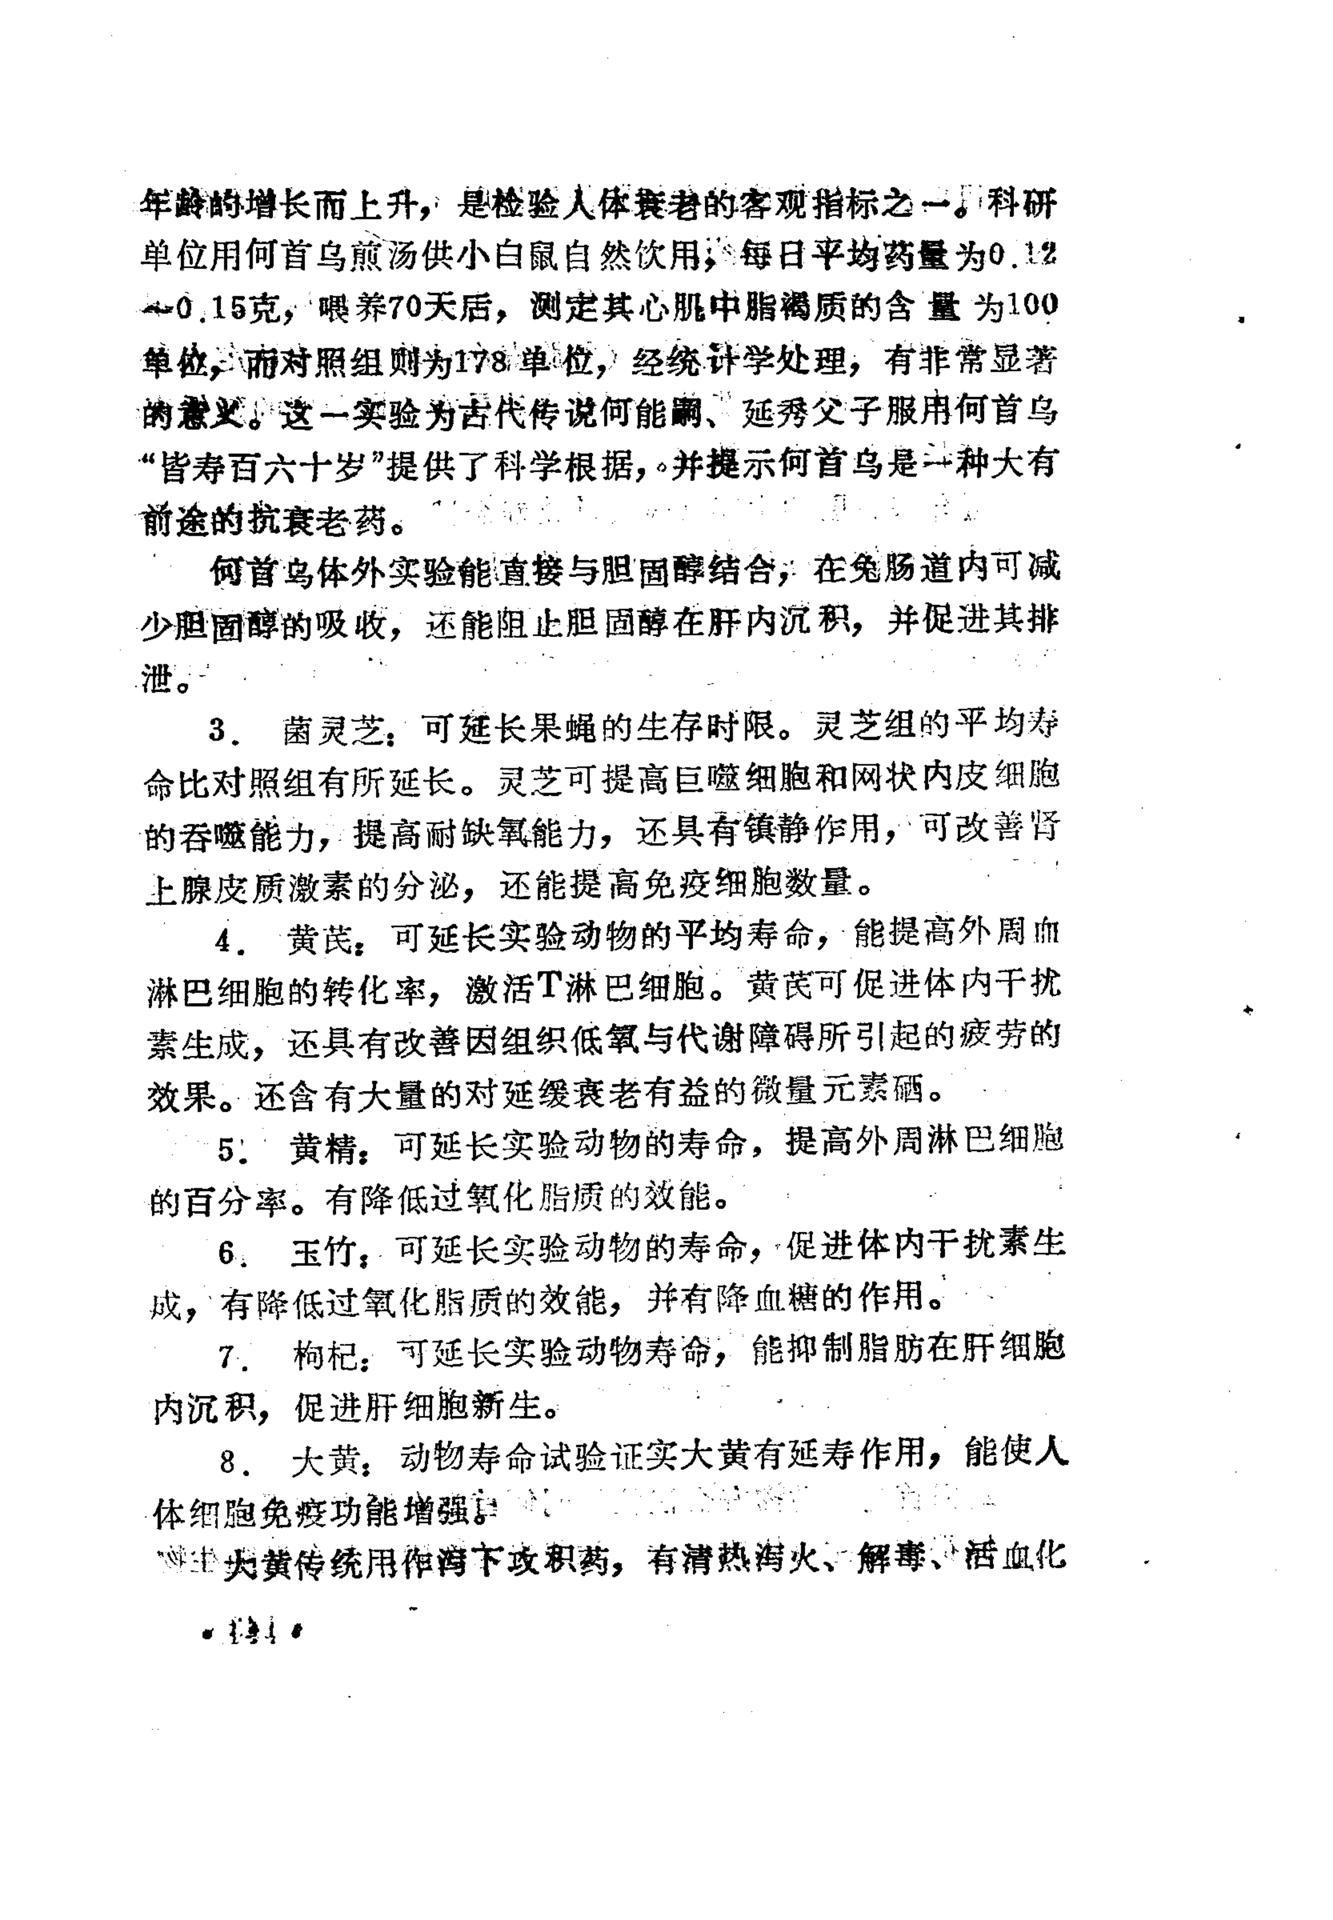 年龄的增长而上升，是检验人体衰老的客观指标之一。科研
单位用何首乌煎汤供小白鼠自然饮用，每日平均药量为0.12
～0.15克，喂养70天后，测定其心肌中脂褐质的含量为100
单位，而对照组则为178单位，经统计学处理，有非常显著
的意义。这一实验为古代传说何能嗣、延秀父子服用何首乌
“皆寿百六十岁”提供了科学根据，并提示何首乌是一种大有
前途的抗衰老药。
何首乌体外实验能直接与胆固醇结合，在兔肠道内可减
少胆固醇的吸收，还能阻止胆固醇在肝内沉积，并促进其排
泄。
3． 菌灵芝：可延长果蝇的生存时限。灵芝组的平均寿
命比对照组有所延长。灵芝可提高巨噬细胞和网状内皮细胞
的吞噬能力，提高耐缺氧能力，还具有镇静作用，可改善肾
上腺皮质激素的分泌，还能提高免疫细胞数量。
4． 黄芪：可延长实验动物的平均寿命，能提高外周血
淋巴细胞的转化率，激活T淋巴细胞。黄芪可促进体内干扰
素生成，还具有改善因组织低氧与代谢障碍所引起的疲劳的
效果。还含有大量的对延缓衰老有益的微量元素硒。
5． 黄精：可延长实验动物的寿命，提高外周淋巴细胞
的百分率。有降低过氧化脂质的效能。
6． 玉竹：可延长实验动物的寿命，促进体内干扰素生
成，有降低过氧化脂质的效能，并有降血糖的作用。
7． 枸杞：可延长实验动物寿命，能抑制脂肪在肝细胞
内沉积，促进肝细胞新生。
8． 大黄：动物寿命试验证实大黄有延寿作用，能使人
体细胞免疫功能增强。
大黄传统用作泻下攻积药，有清热泻火、解毒、活血化